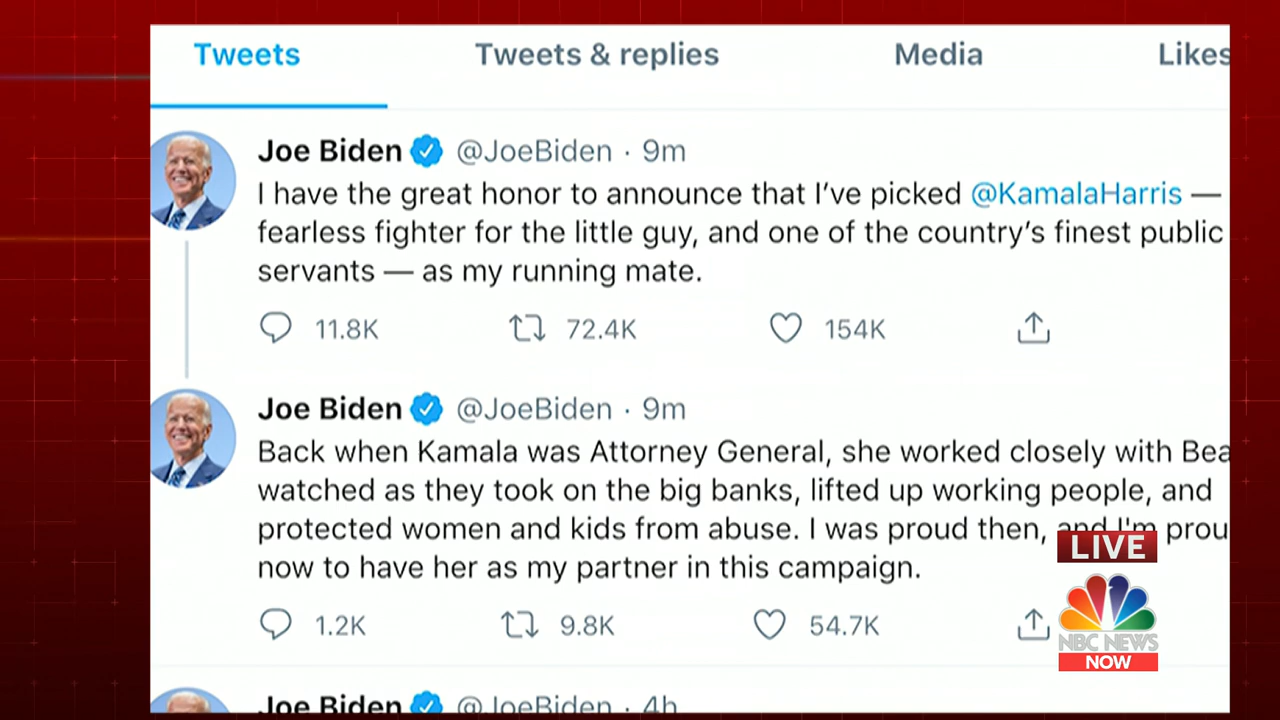 Tweets Tweets & replies Media Likes
Joe Biden @JoeBiden · 9m
I have the great honor to announce that I’ve picked @KamalaHarris —
fearless fighter for the little guy, and one of the country’s finest public
servants — as my running mate.
11.8K 72.4K 154K
Joe Biden @JoeBiden · 9m
Back when Kamala was Attorney General, she worked closely with Bea
watched as they took on the big banks, lifted up working people, and
protected women and kids from abuse. I was proud then, and I'm prou
now to have her as my partner in this campaign.
LIVE
1.2K 9.8K 54.7K
NBC NEWS
NOW
Joe Biden @JoeBiden · 4h